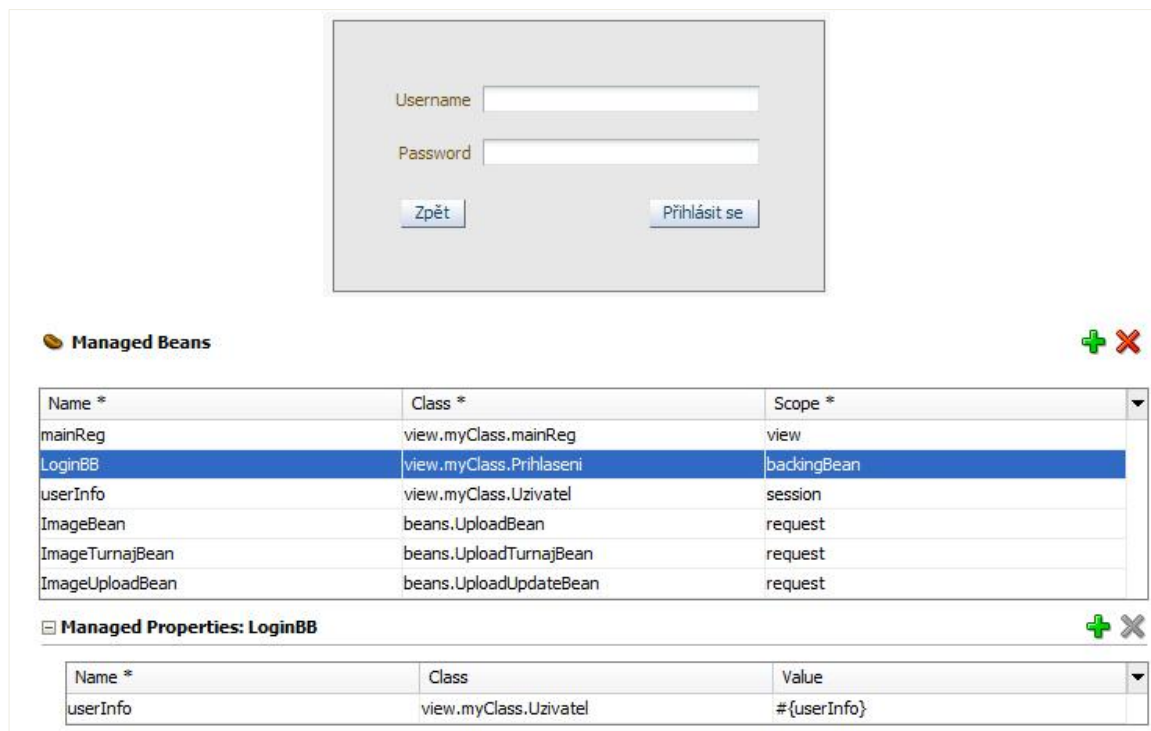 Username
Password
Zpět Přihlásit se
Managed Beans
Name * Class * Scope *
mainReg view.myClass.mainReg view
LoginBB view.myClass.Prihlaseni backingBean
userInfo view.myClass.Uzivatel session
ImageBean beans.UploadBean request
ImageTurnajBean beans.UploadTurnajBean request
ImageUploadBean beans.UploadUpdateBean request
Managed Properties: LoginBB
Name * Class Value
userInfo view.myClass.Uzivatel #{userInfo}